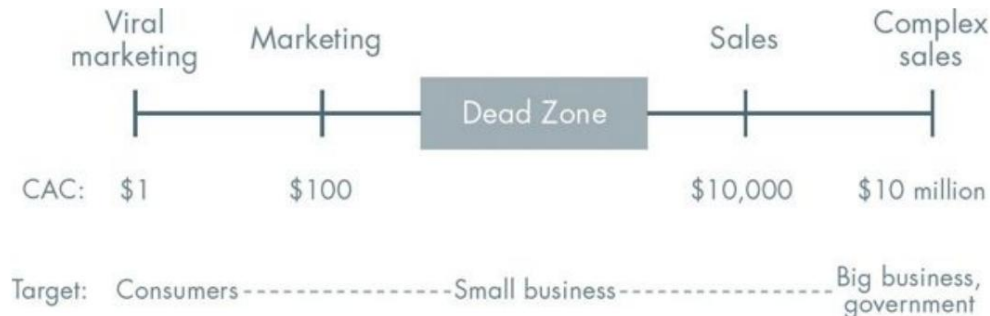 Viral
marketing
Marketing
Sales
Complex
sales
Dead Zone
CAC: $1 $100 $10,000 $10 million
Target: Consumers Small business Big business,
government